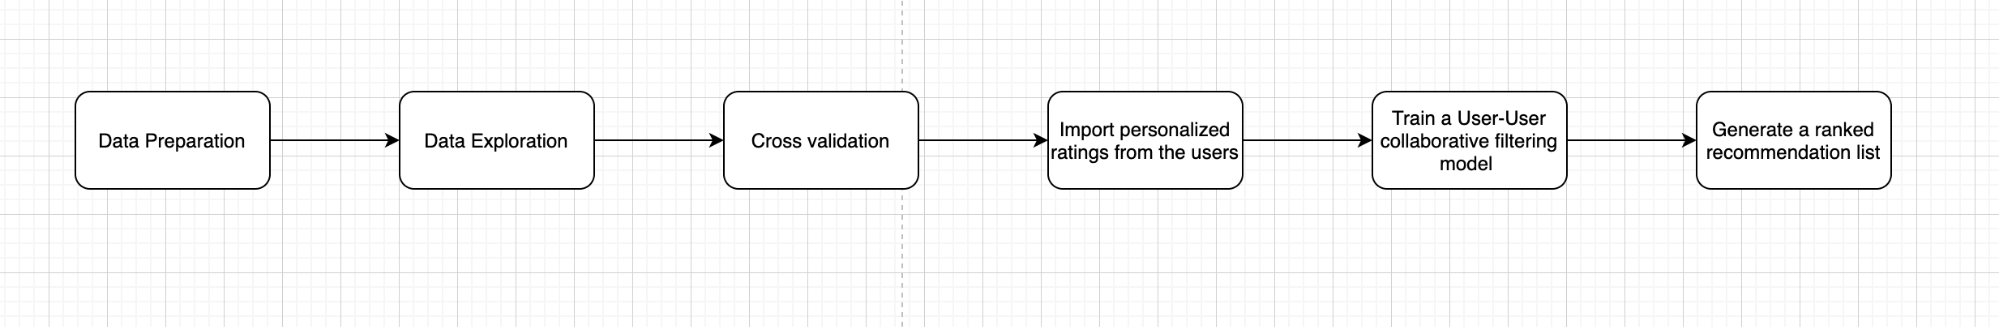 Data Preparation
Data Exploration
Cross validation
Import personalized
ratings from the users
Train a User-User
collaborative filtering
model
Generate a ranked
recommendation list